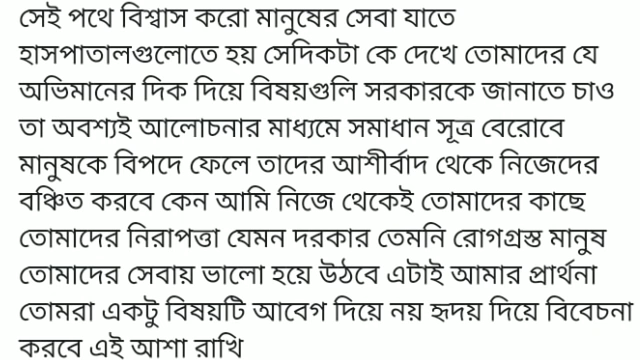 সেই পথে বিশ্বাস করো মানুষের সেবা যাতে
হাসপাতালগুলোতে হয় সেদিকটা কে দেখে তোমাদের যে
অভিমানের দিক দিয়ে বিষয়গুলি সরকারকে জানাতে চাও
তা অবশ্যই আলোচনার মাধ্যমে সমাধান সূত্র বেরোবে
মানুষকে বিপদে ফেলে তাদের আশীর্বাদ থেকে নিজেদের
বঞ্চিত করবে কেন আমি নিজে থেকেই তোমাদের কাছে
তোমাদের নিরাপত্তা যেমন দরকার তেমনি রোগগ্রস্ত মানুষ
তোমাদের সেবায় ভালো হয়ে উঠবে এটাই আমার প্রার্থনা
তোমরা একটু বিষয়টি আবেগ দিয়ে নয় হৃদয় দিয়ে বিবেচনা
করবে এই আশা রাখি